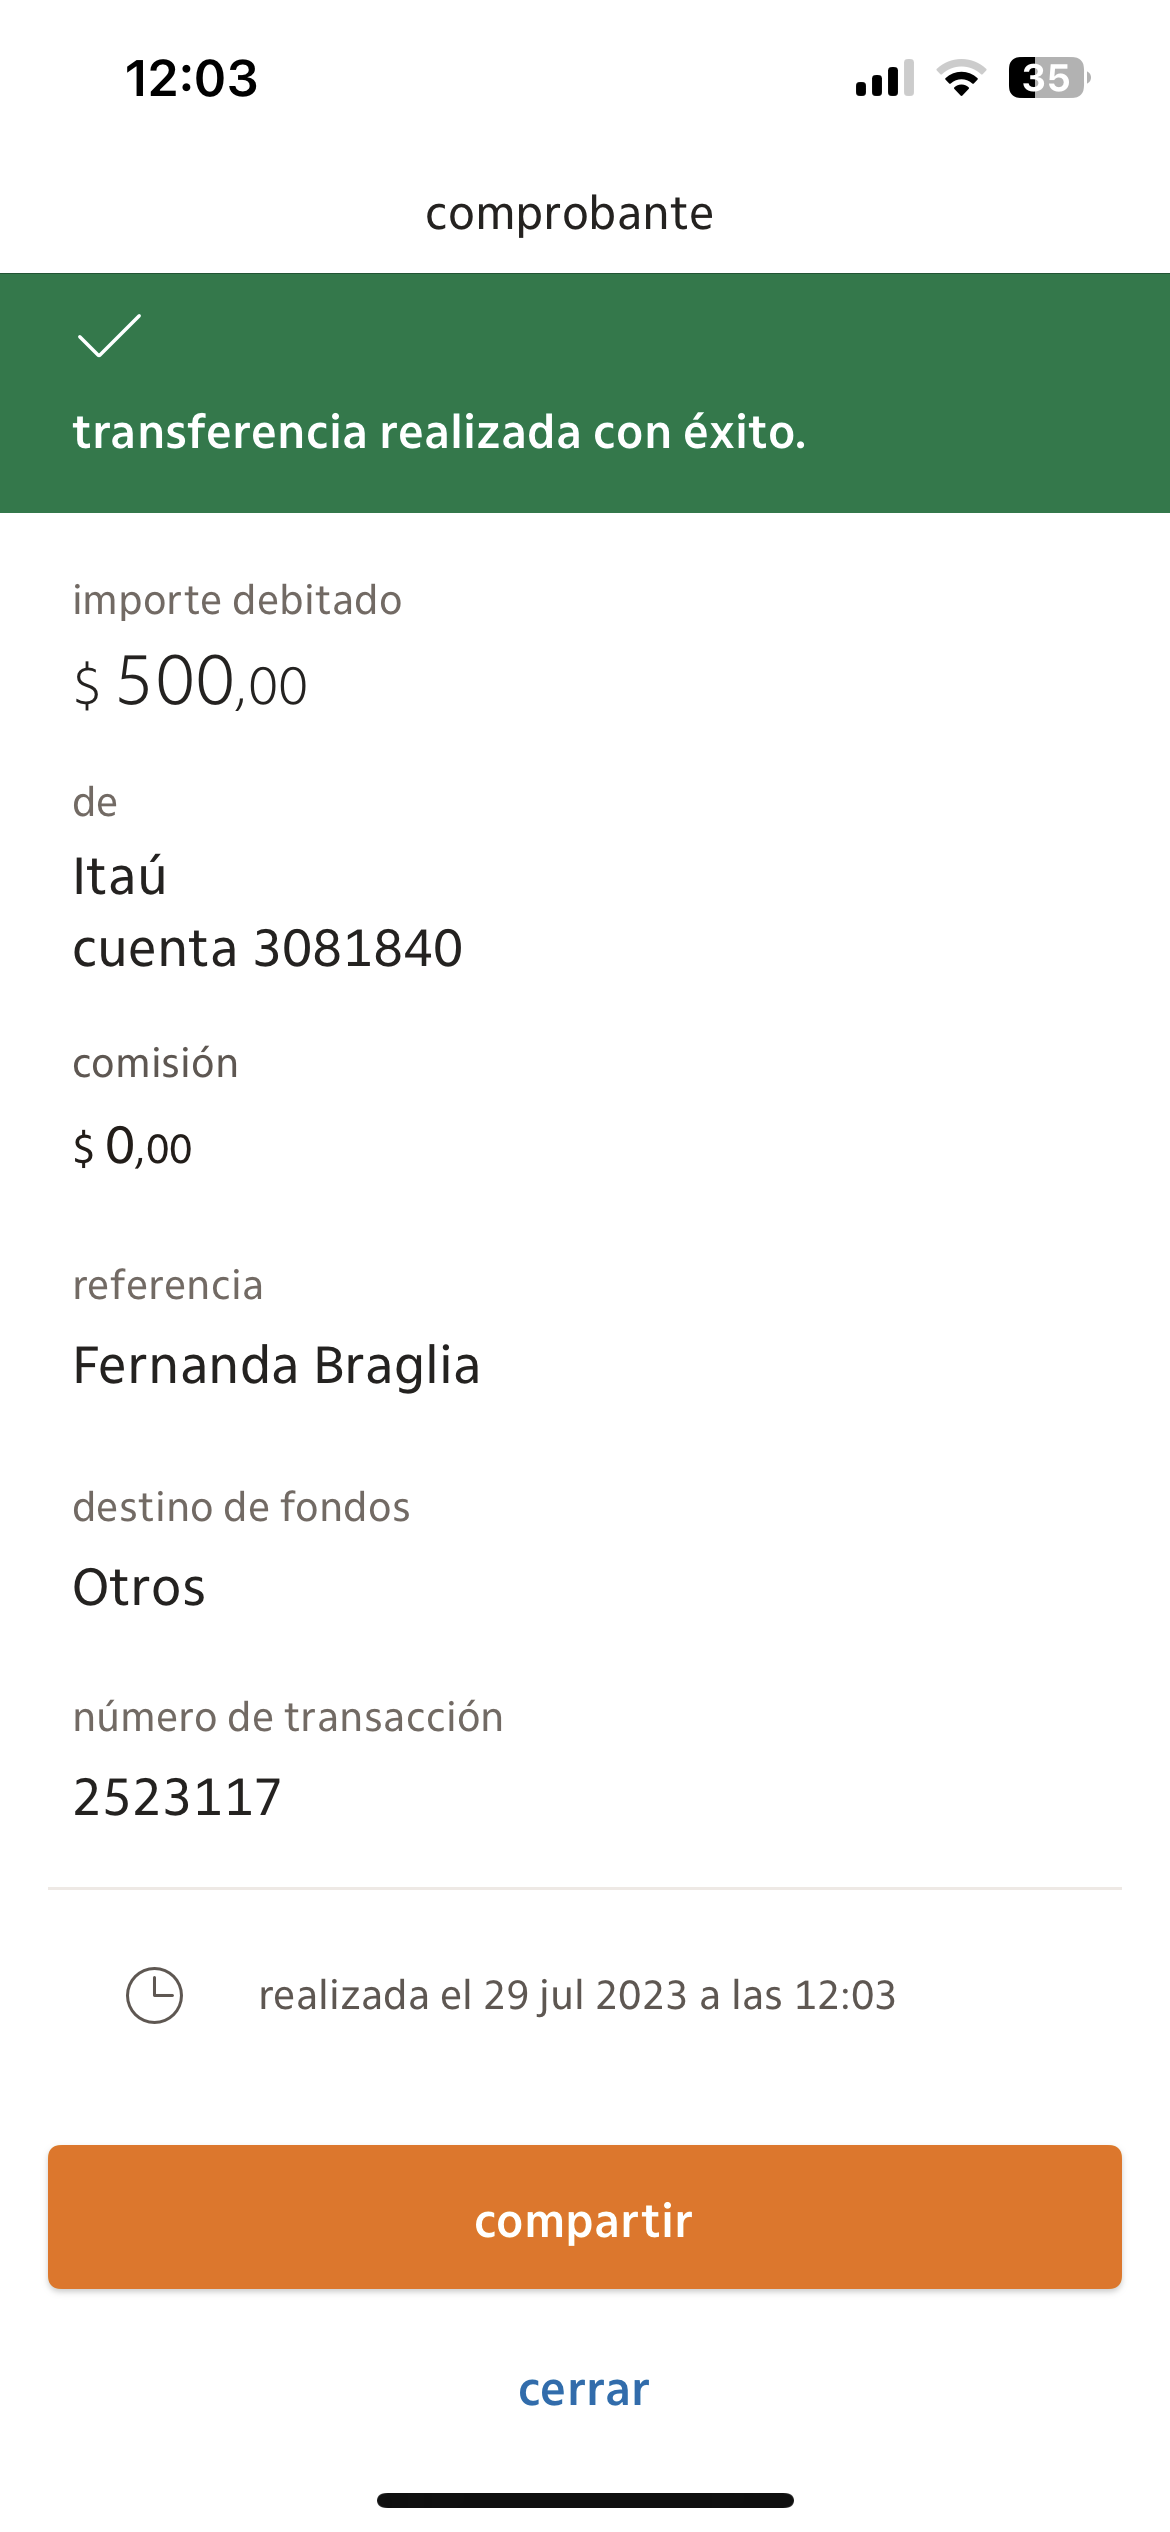 12:03
35
comprobante
transferencia realizada con éxito.
importe debitado
$ 500,00
de
Itaú
cuenta 3081840
comisión
$ 0,00
referencia
Fernanda Braglia
destino de fondos
Otros
número de transacción
2523117
realizada el 29 jul 2023 a las 12:03
compartir
cerrar